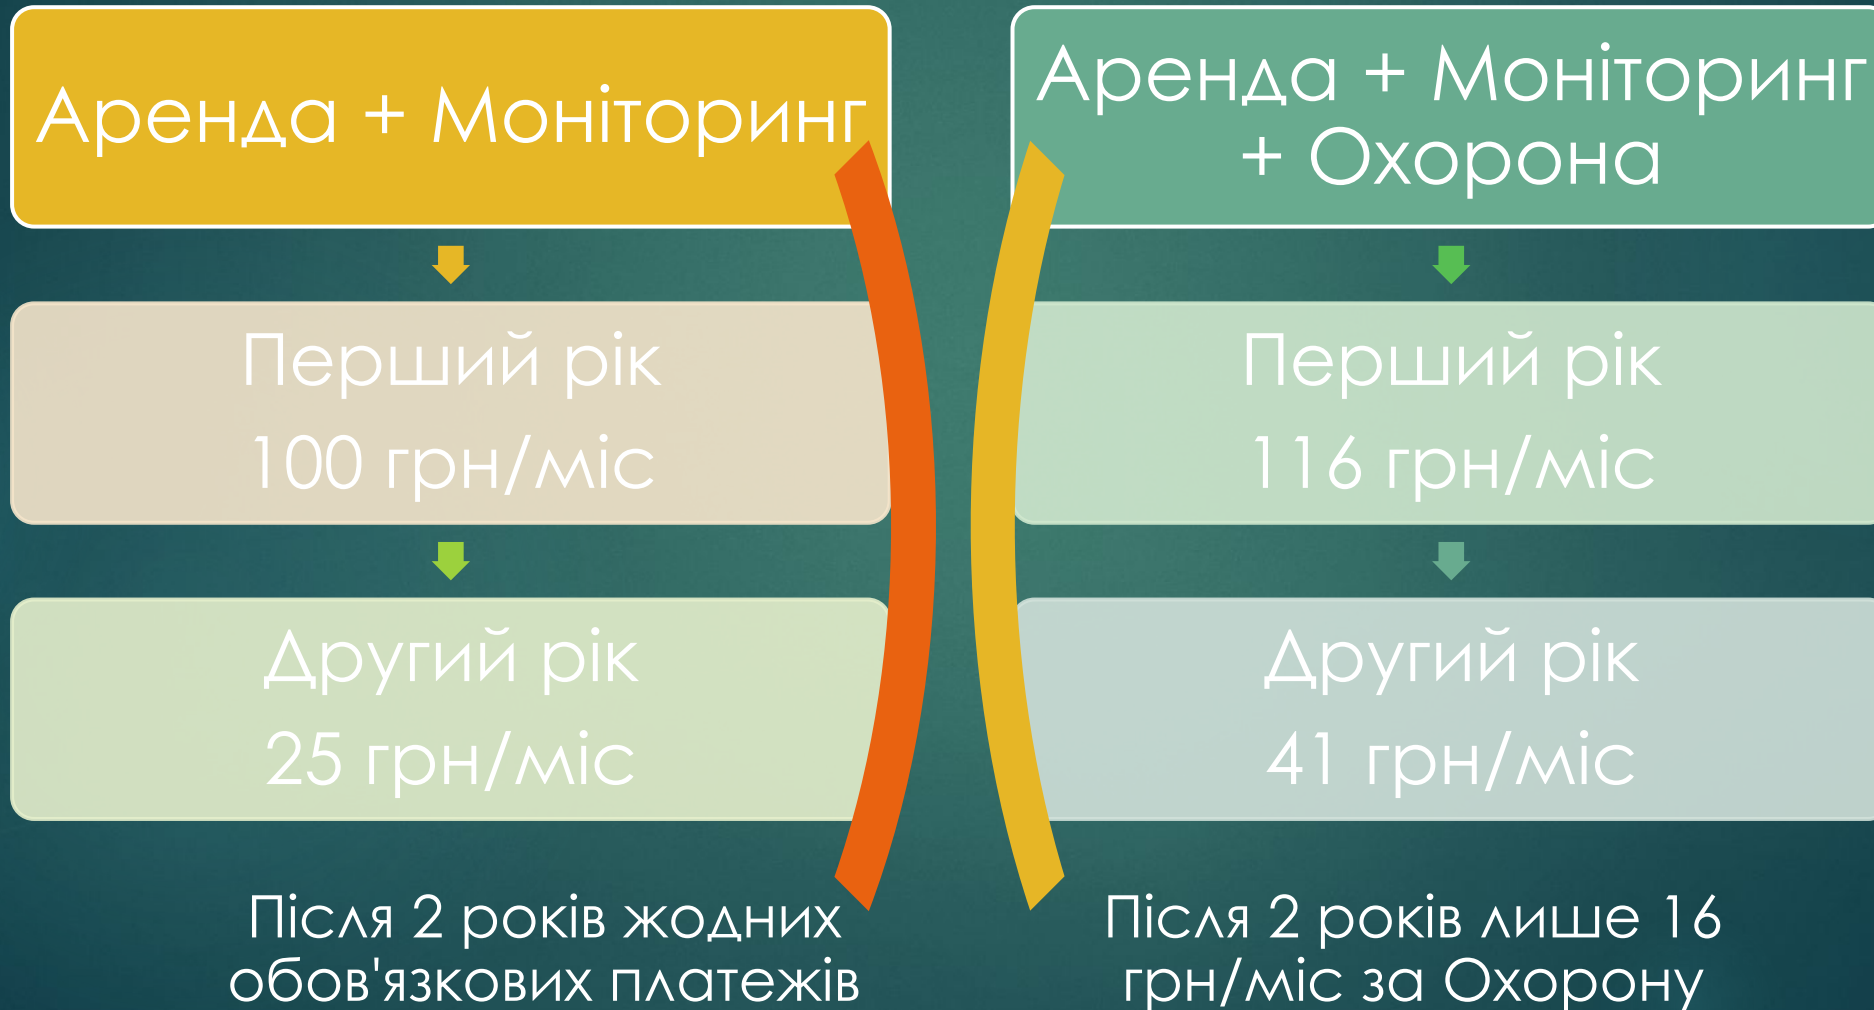 Аренда + Моніторинг
Перший рік
100 грн/міс
Другий рік
25 грн/міс
Після 2 років жодних
обов'язкових платежів
Аренда + Моніторинг
+ Охорона
Перший рік
116 грн/міс
Другий рік
41 грн/міс
Після 2 років лише 16
грн/міс за Охорону